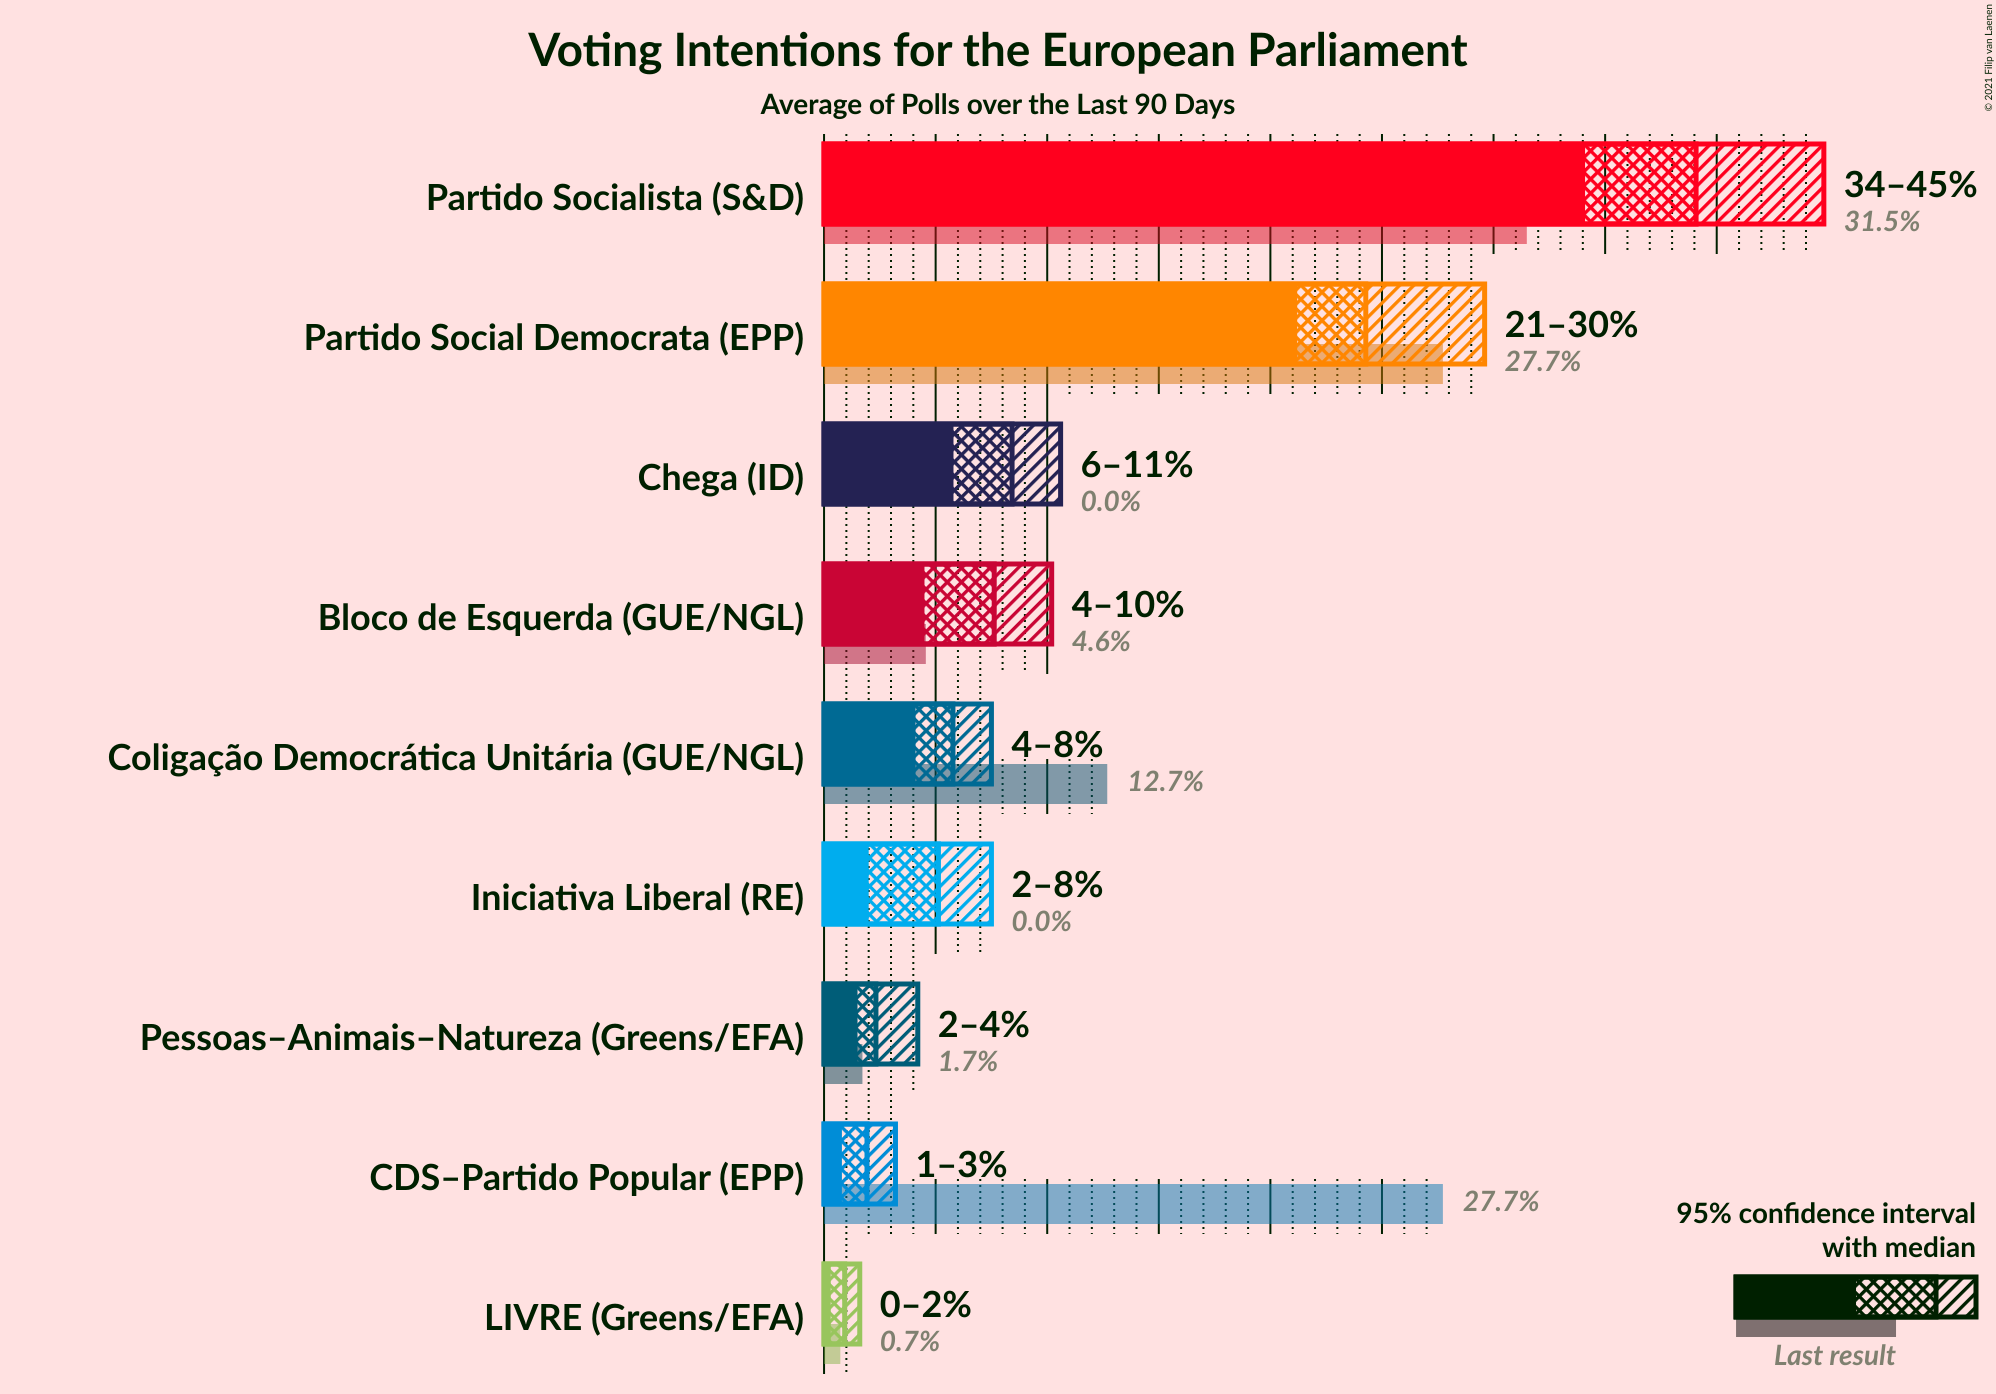 Voting Intentions for the European Parliament
Average of Polls over the Last 90 Days
© 2021 Filip van Laenen
Partido Socialista (S&D)
34–45%
31.5%
Partido Social Democrata (EPP)
21–30%
27.7%
Chega (ID)
6–11%
0.0%
Bloco de Esquerda (GUE/NGL)
4–10%
4.6%
Coligação Democrática Unitária (GUE/NGL)
4–8%
12.7%
Iniciativa Liberal (RE)
2–8%
0.0%
Pessoas–Animais–Natureza (Greens/EFA)
2–4%
1.7%
CDS–Partido Popular (EPP)
1–3%
27.7%
LIVRE (Greens/EFA)
0–2%
0.7%
95% confidence interval
with median
Last result